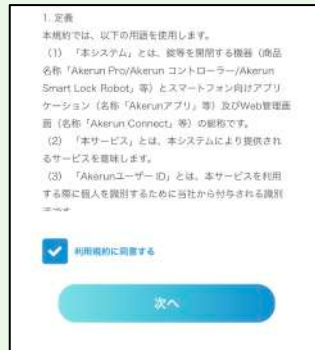 1. 定義
本規約では、以下の用語を使用します。
（1）「本システム」とは、錠等を開閉する機器（商品
名称「Akerun Pro/Akerun コントローラー/Akerun
Smart Lock Robot」等）とスマートフォン向けアプリ
ケーション（名称「Akerunアプリ」等）及びWeb管理画
面（名称「Akerun Connect」等）の総称です。
（2）「本サービス」とは、本システムにより提供され
るサービスを意味します。
（3）「Akerunユーザー ID」とは、本サービスを利用
する際に個人を識別するために当社から付与される識別
利用規約に同意する
次へ